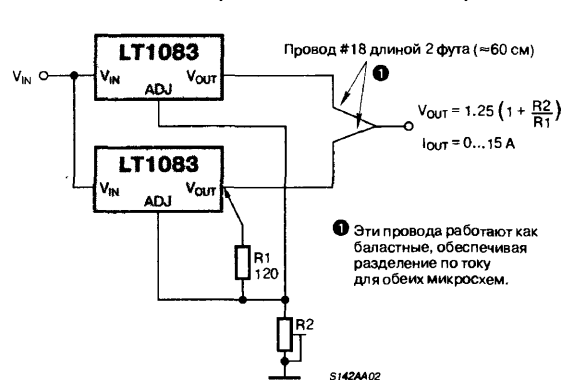 LT1083
V_IN
V_IN
V_OUT
ADJ
Провод #18 длиной 2 фута (≈60 см)
❶
V_OUT = 1.25 (1 + R2/R1)
I_OUT = 0...15 A
LT1083
V_IN
V_OUT
ADJ
R1
120
❶ Эти провода работают как
баластные, обеспечивая
разделение по току
для обеих микросхем.
R2
S142AA02